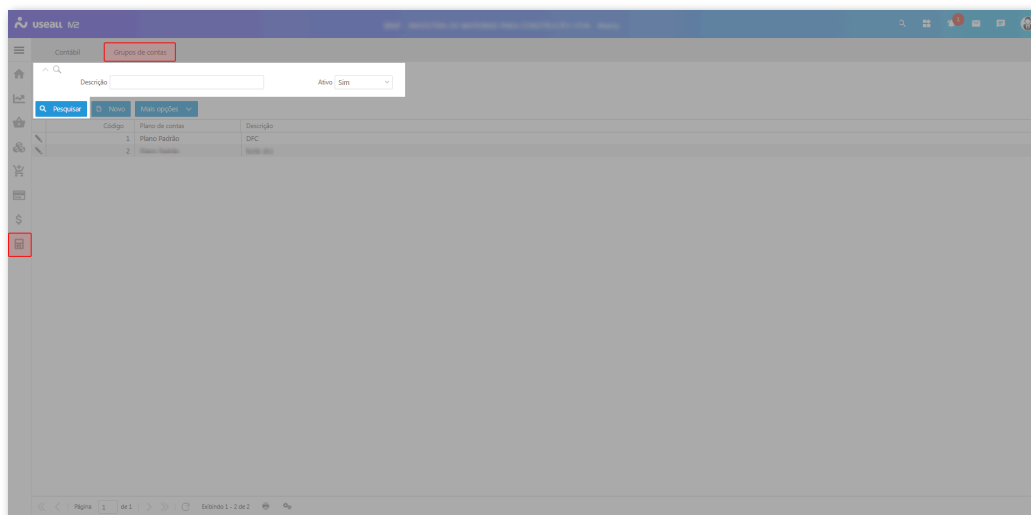 useall M2
1
Contábil Grupos de contas
Descrição Ativo Sim
Pesquisar Novo Mais opções
Código Plano de contas Descrição
1 Plano Padrão DFC
2
Página 1 de 1 Exibindo 1 - 2 de 2